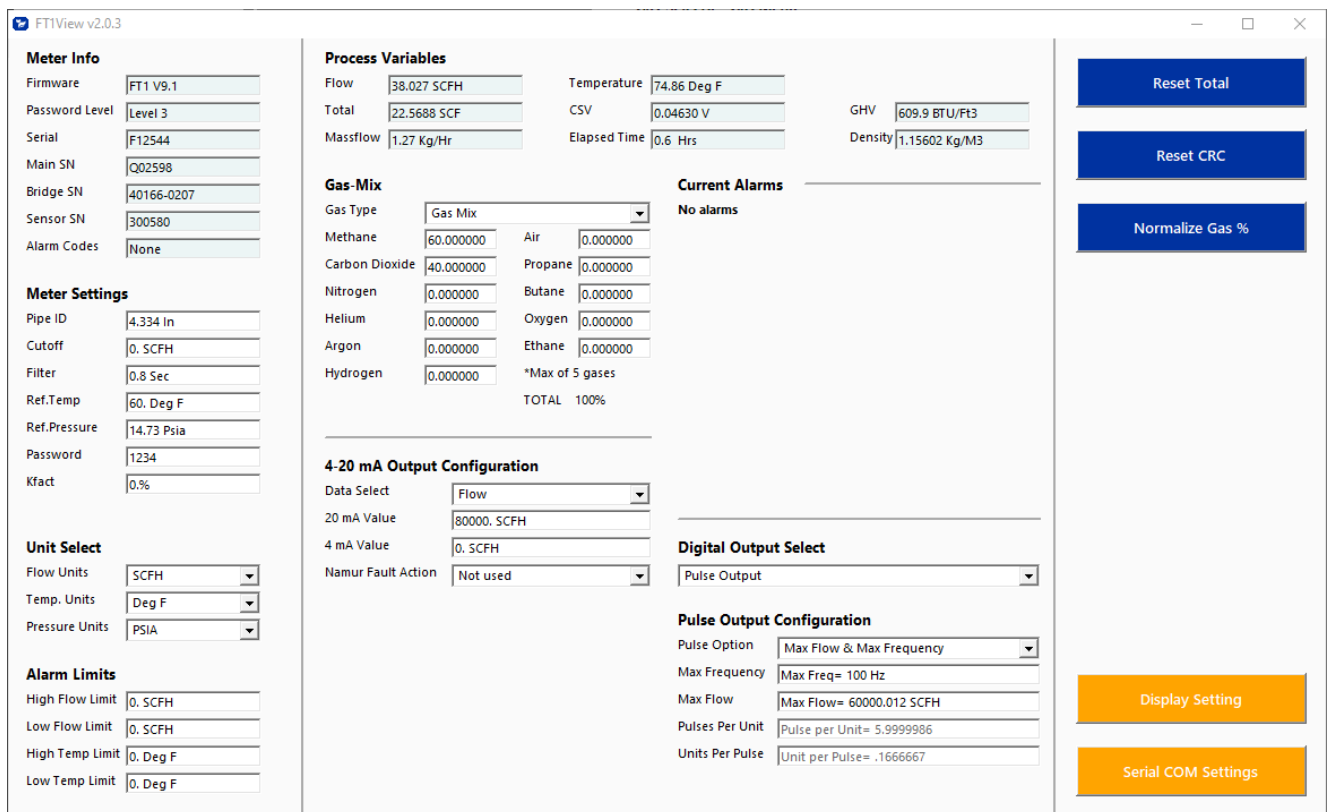 FT1View v2.0.3
Meter Info
Firmware FT1 V9.1
Password Level Level 3
Serial F12544
Main SN Q02598
Bridge SN 40166-0207
Sensor SN 300580
Alarm Codes None
Meter Settings
Pipe ID 4.334 In
Cutoff 0. SCFH
Filter 0.8 Sec
Ref.Temp 60. Deg F
Ref.Pressure 14.73 Psia
Password 1234
Kfact 0.%
Unit Select
Flow Units SCFH
Temp. Units Deg F
Pressure Units PSIA
Alarm Limits
High Flow Limit 0. SCFH
Low Flow Limit 0. SCFH
High Temp Limit 0. Deg F
Low Temp Limit 0. Deg F
Process Variables
Flow 38.027 SCFH Temperature 74.86 Deg F
Total 22.5688 SCF CSV 0.04630 V GHV 609.9 BTU/Ft3
Massflow 1.27 Kg/Hr Elapsed Time 0.6 Hrs Density 1.15602 Kg/M3
Gas-Mix
Gas Type Gas Mix
Methane 60.000000 Air 0.000000
Carbon Dioxide 40.000000 Propane 0.000000
Nitrogen 0.000000 Butane 0.000000
Helium 0.000000 Oxygen 0.000000
Argon 0.000000 Ethane 0.000000
Hydrogen 0.000000 *Max of 5 gases
TOTAL 100%
Current Alarms
No alarms
4-20 mA Output Configuration
Data Select Flow
20 mA Value 80000. SCFH
4 mA Value 0. SCFH
Namur Fault Action Not used
Digital Output Select
Pulse Output
Pulse Output Configuration
Pulse Option Max Flow & Max Frequency
Max Frequency Max Freq= 100 Hz
Max Flow Max Flow= 60000.012 SCFH
Pulses Per Unit Pulse per Unit= 5.9999986
Units Per Pulse Unit per Pulse= .1666667
Reset Total
Reset CRC
Normalize Gas %
Display Setting
Serial COM Settings